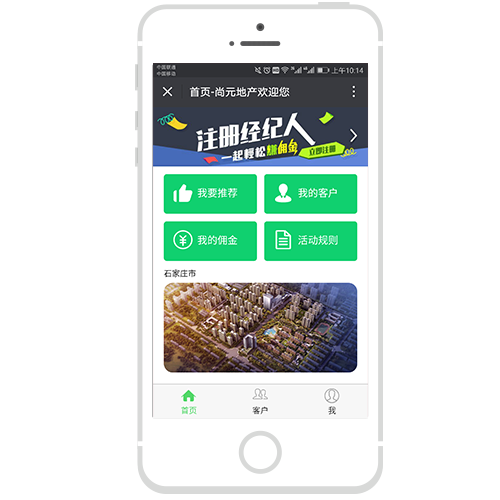 中国联通
中国移动
上午10:14
首页-尚元地产欢迎您
注册经纪人
一起轻松赚佣金 立即注册
我要推荐
我的客户
我的佣金
活动规则
石家庄市
首页
客户
我